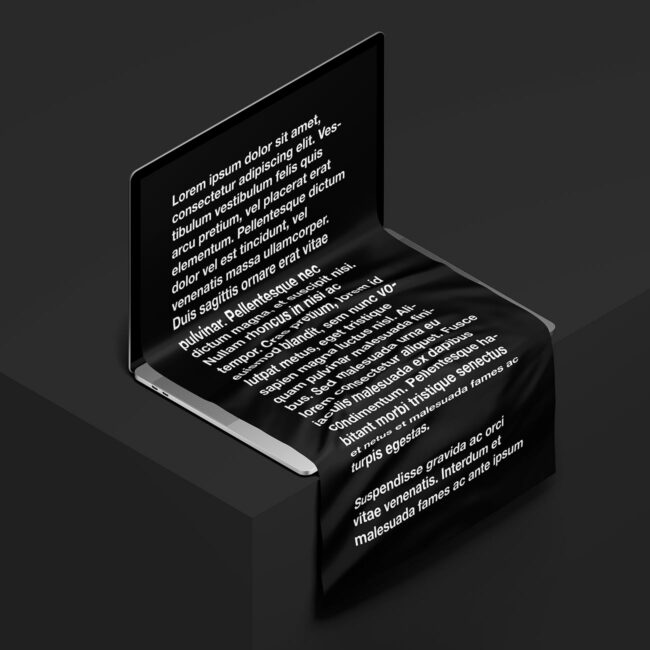 Lorem ipsum dolor sit amet,
consectetur adipiscing elit. Ves-
tibulum vestibulum felis quis
arcu pretium, vel placerat erat
elementum. Pellentesque dictum
dolor vel est tincidunt, vel
venenatis massa ullamcorper.
Duis sagittis ornare erat vitae
pulvinar. Pellentesque nec
dictum magna, et suscipit nisi.
Nullam rhoncus in nisi ac
tempor. Cras pretium, lorem id
euismod blandit, sem nunc vo-
lutpat metus, eget tristique
sapien magna luctus nisl. Ali-
quam pulvinar malesuada fini-
bus. Sed malesuada urna et
lorem consectetur aliquet. Fusce
iaculis malesuada ex dapibus
condimentum. Pellentesque ha-
bitant morbi tristique senectus
et netus et malesuada fames ac
turpis egestas.
Suspendisse gravida ac orci
vitae venenatis. Interdum et
malesuada fames ac ante ipsum